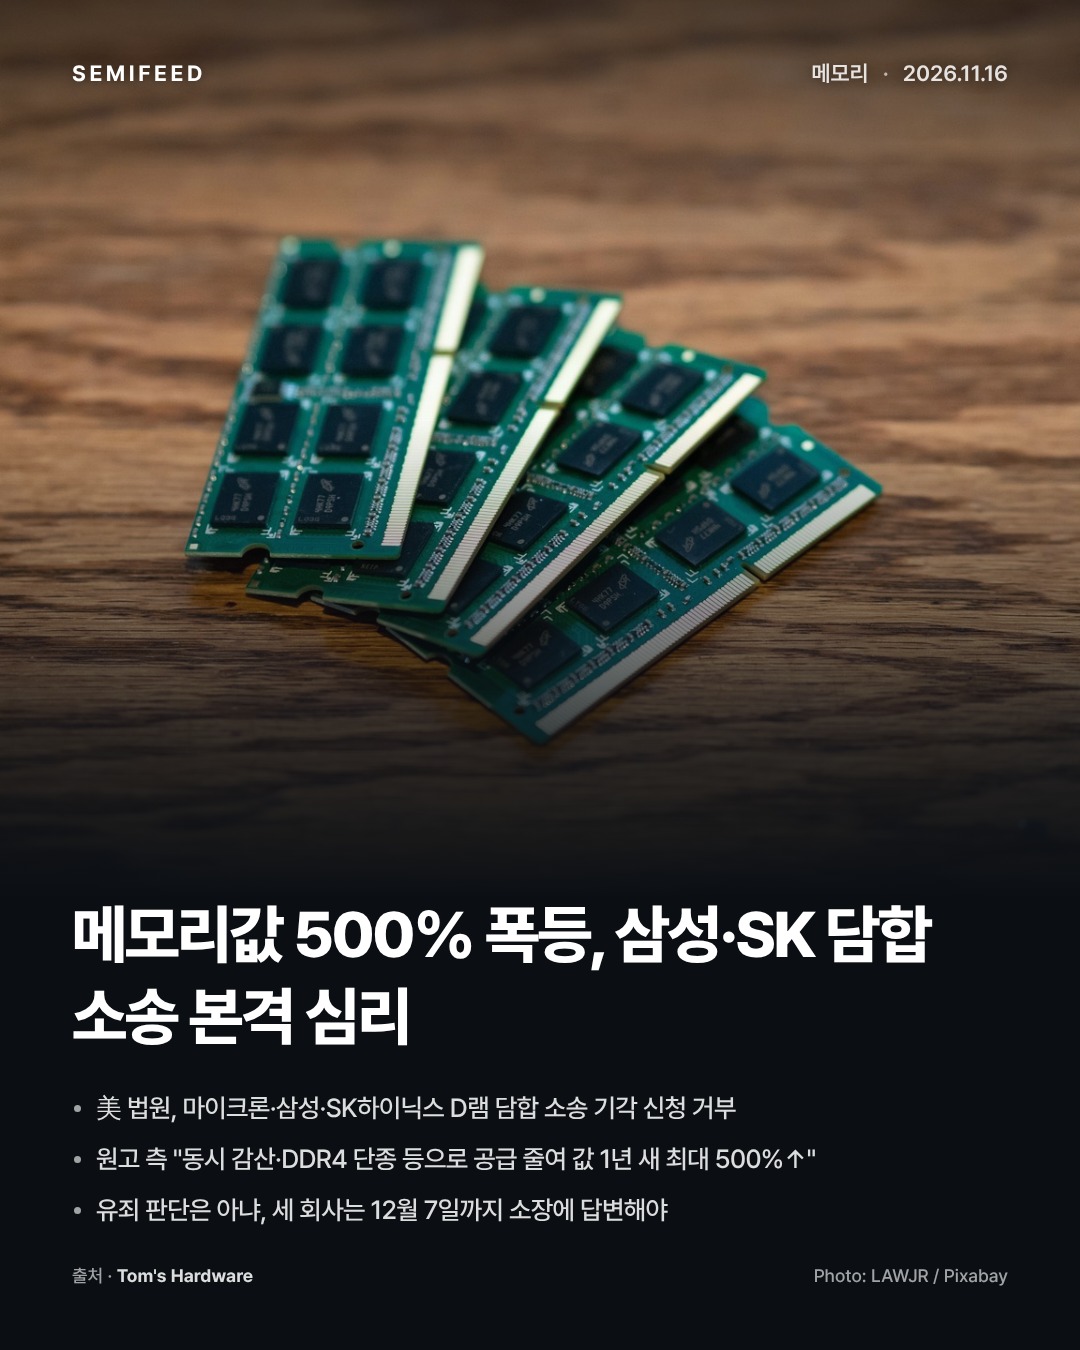 SEMIFEED
메모리 · 2026.11.16
메모리값 500% 폭등, 삼성·SK 담합
소송 본격 심리
• 美 법원, 마이크론·삼성·SK하이닉스 D램 담합 소송 기각 신청 거부
• 원고 측 "동시 감산·DDR4 단종 등으로 공급 줄여 값 1년 새 최대 500%↑"
• 유죄 판단은 아냐, 세 회사는 12월 7일까지 소장에 답변해야
출처 · Tom's Hardware
Photo: LAWJR / Pixabay